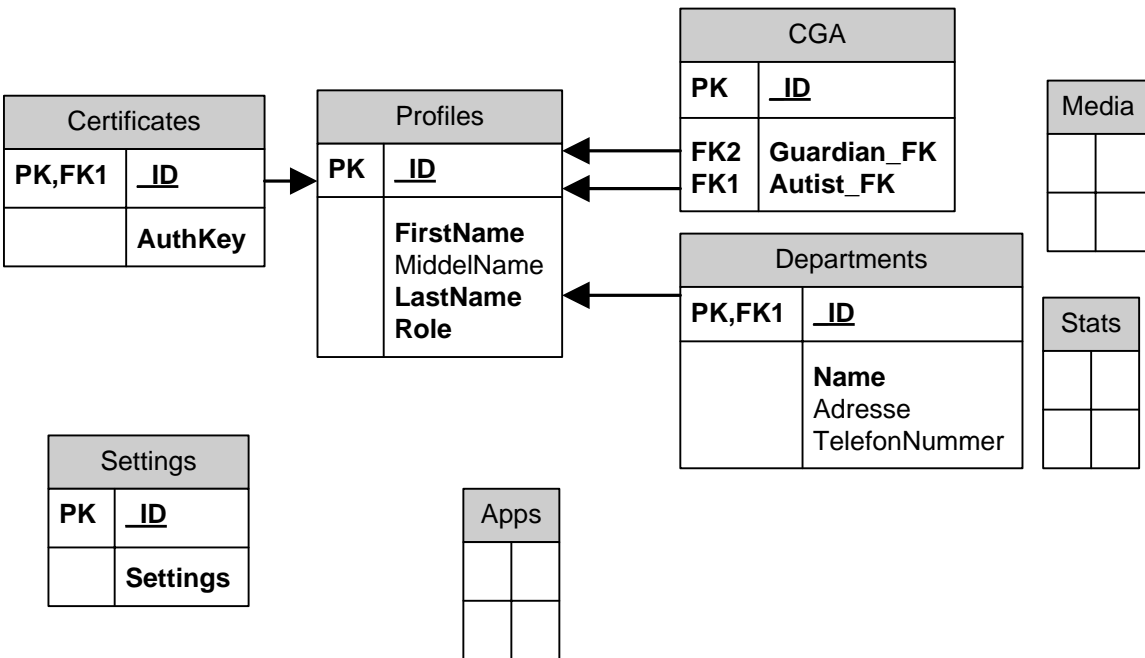 Certificates
PK,FK1 _ID
AuthKey
Profiles
PK _ID
FirstName
MiddelName
LastName
Role
CGA
PK _ID
FK2 Guardian_FK
FK1 Autist_FK
Media
Departments
PK,FK1 _ID
Name
Adresse
TelefonNummer
Stats
Settings
PK _ID
Settings
Apps